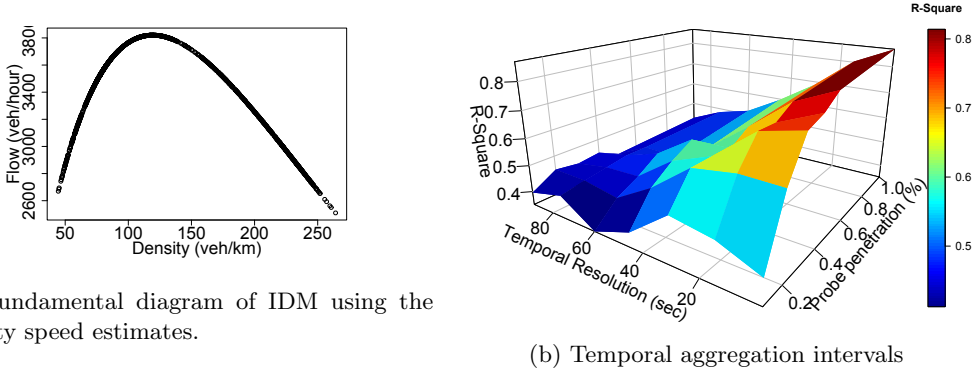 Flow (veh/hour)
2600 3000 3400 3800
50 100 150 200 250
Density (veh/km)
undamental diagram of IDM using the
ty speed estimates.
R-Square
0.8
0.7
0.6
0.5
R-Square
0.8
0.7
0.6
0.5
0.4
80 60 40 20
Temporal Resolution (sec)
0.2 0.4 0.6 0.8 1.0
Probe penetration (%)
(b) Temporal aggregation intervals